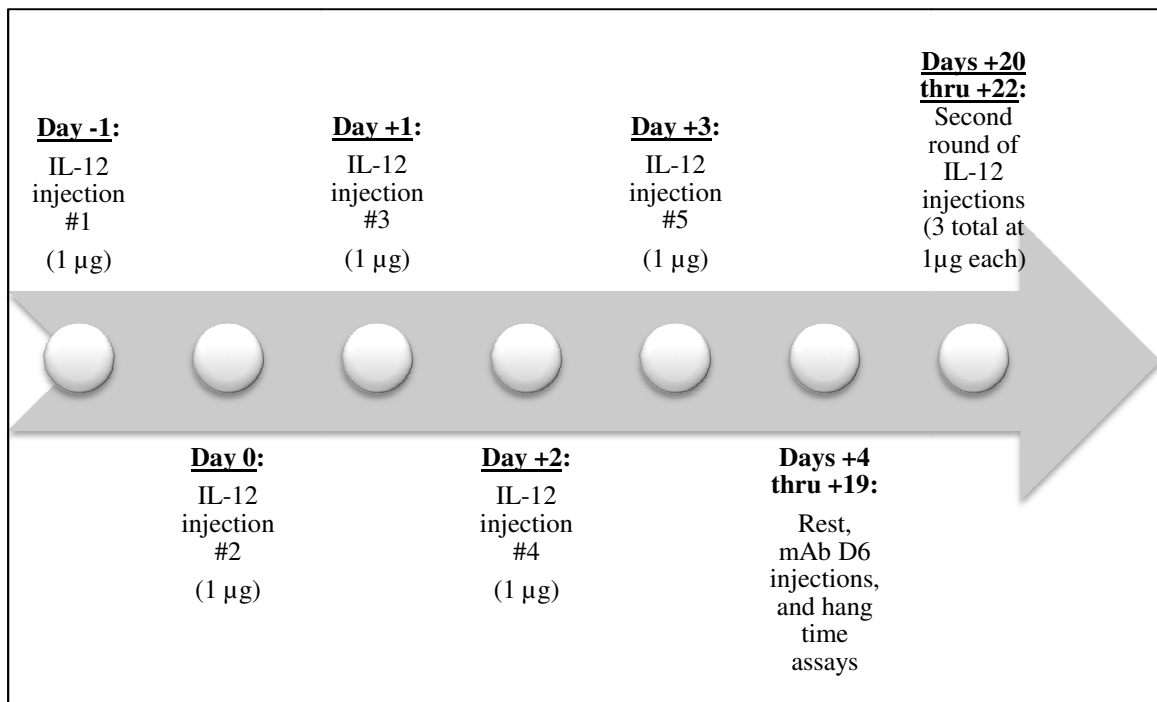 Day -1:
IL-12
injection
#1
(1 µg)
Day 0:
IL-12
injection
#2
(1 µg)
Day +1:
IL-12
injection
#3
(1 µg)
Day +2:
IL-12
injection
#4
(1 µg)
Day +3:
IL-12
injection
#5
(1 µg)
Days +4
thru +19:
Rest,
mAb D6
injections,
and hang
time
assays
Days +20
thru +22:
Second
round of
IL-12
injections
(3 total at
1µg each)